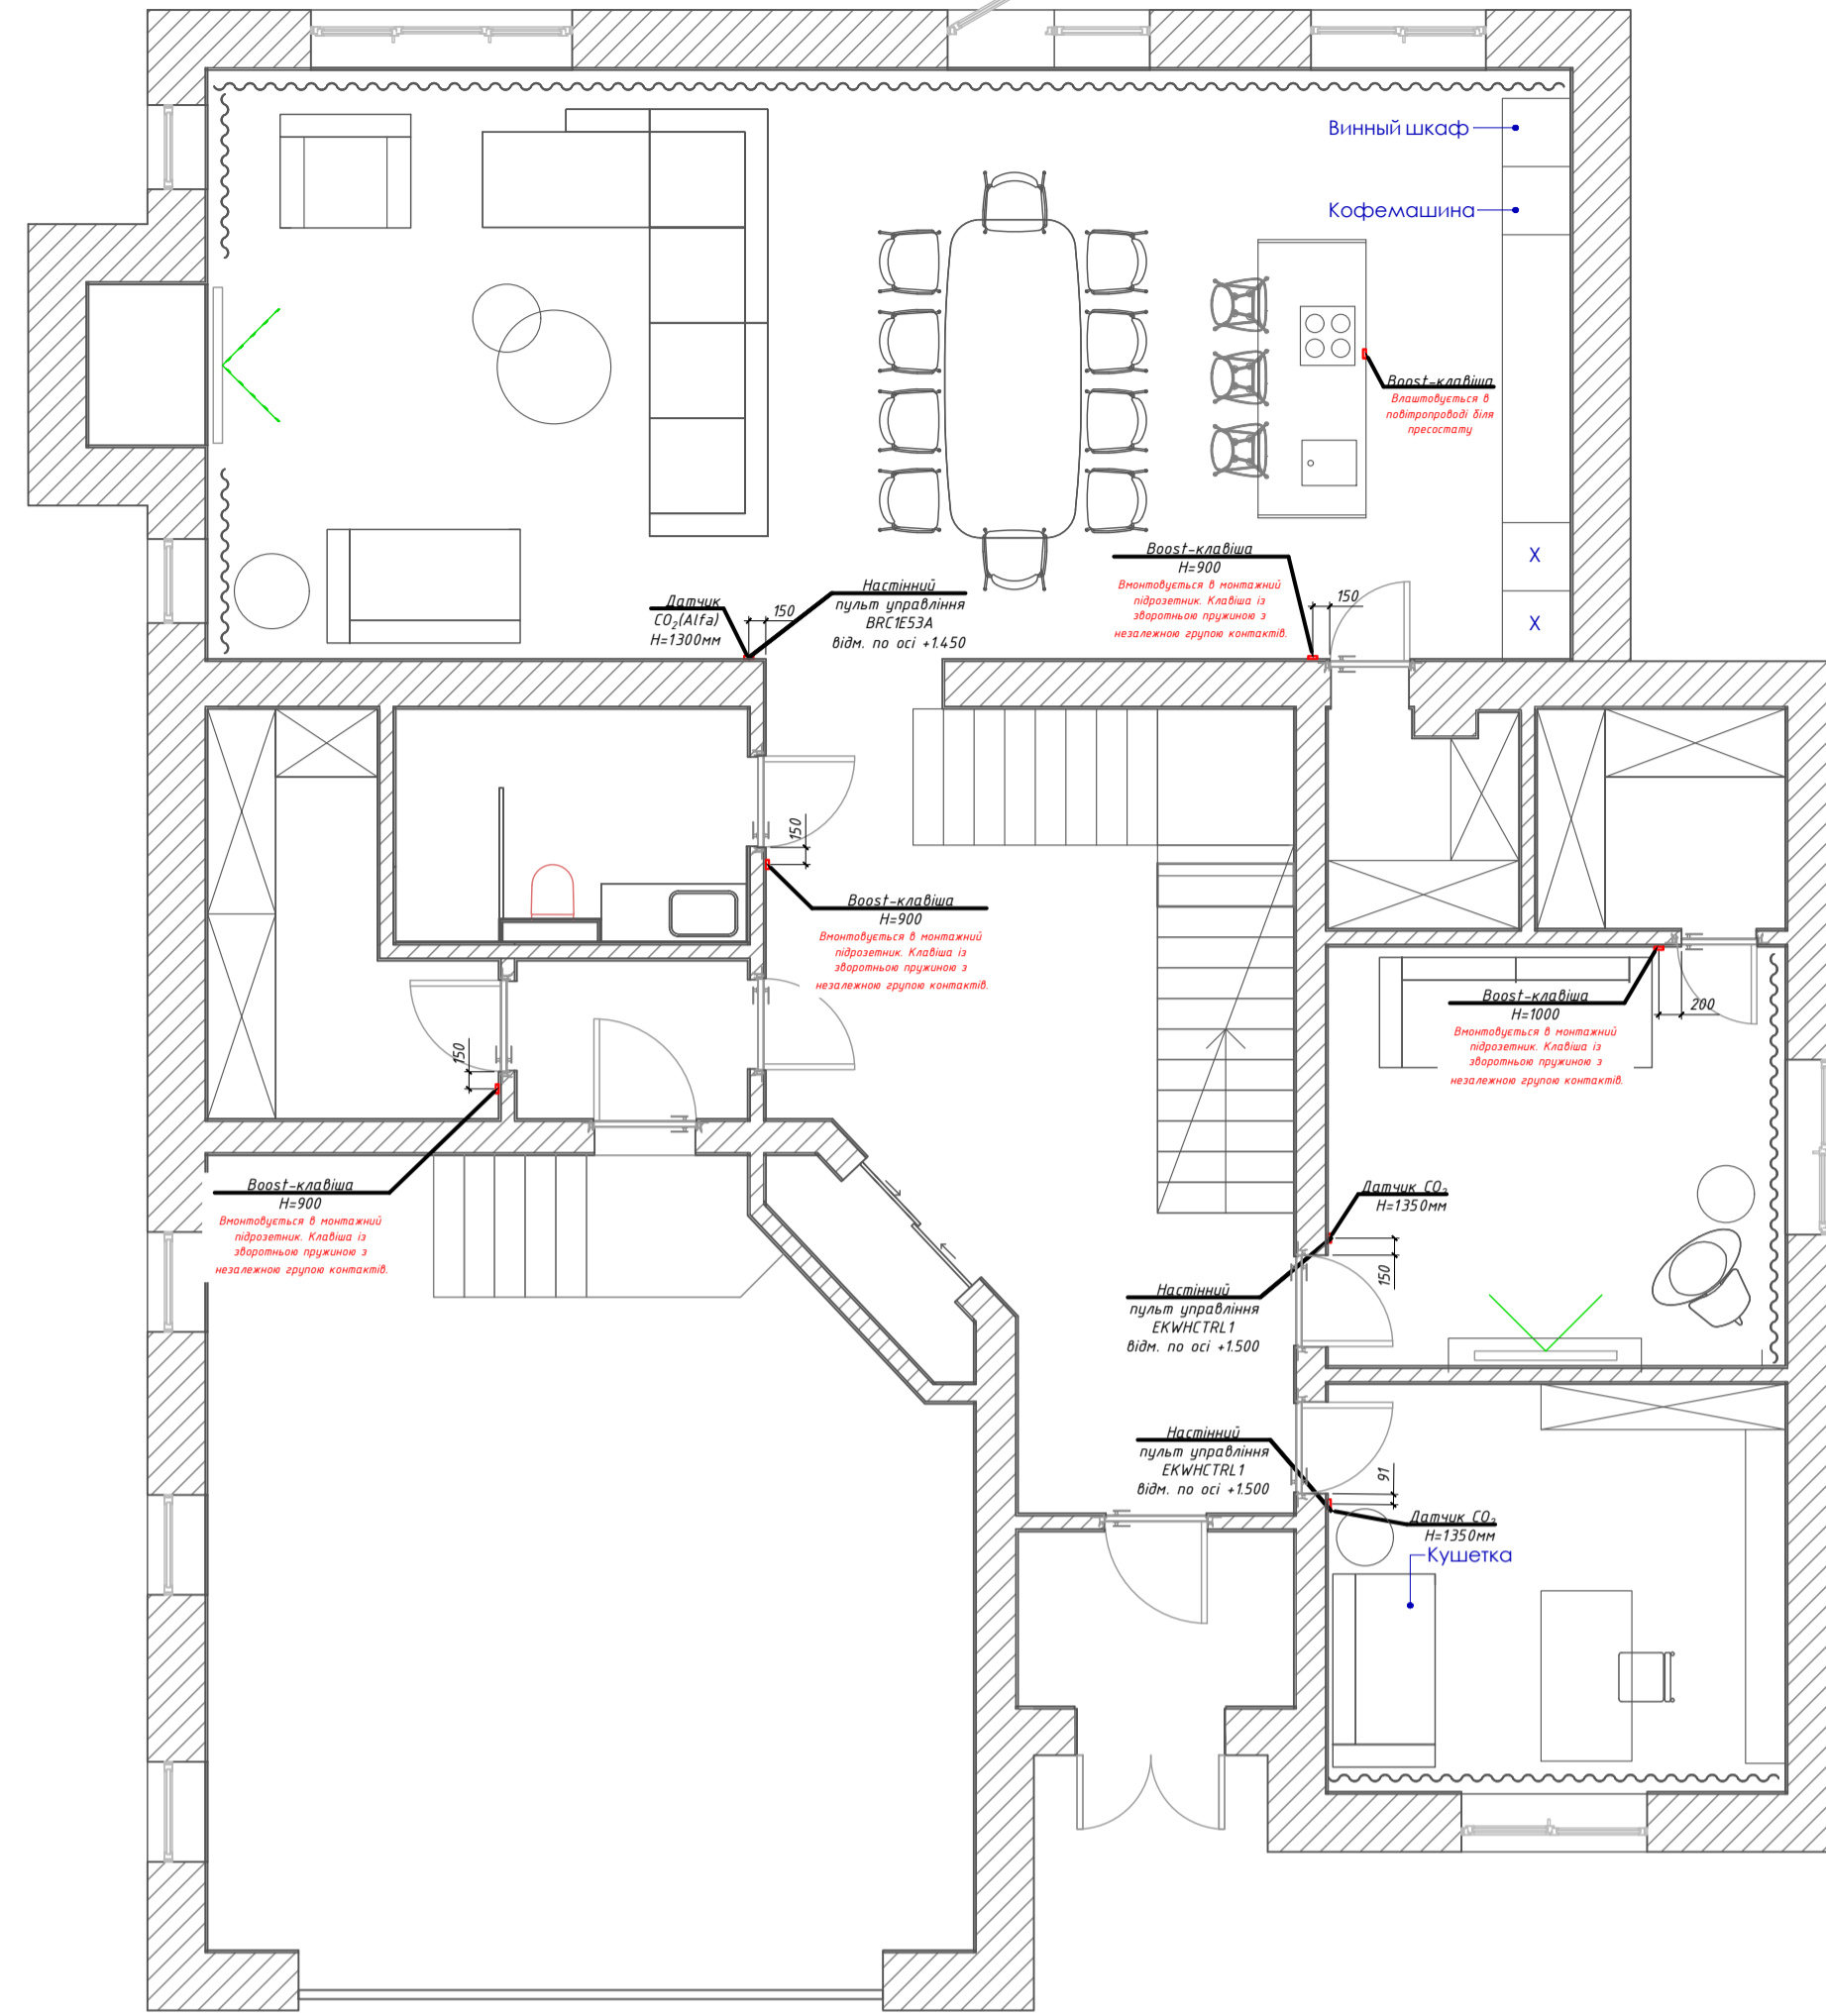 Винный шкаф
Кофемашина
Boost-клавіша
Влаштовується в
повітропроводі біля
пресостату
X
X
Boost-клавіша
H=900
Вмонтовується в монтажний
підрозетник. Клавіша із
зворотньою пружиною з
незалежною групою контактів.
150
Настінний
пульт управління
BRC1E53A
відм. по осі +1.450
150
Датчик
CO₂(Alfa)
H=1300мм
150
Boost-клавіша
H=900
Вмонтовується в монтажний
підрозетник. Клавіша із
зворотньою пружиною з
незалежною групою контактів.
Boost-клавіша
H=1000
Вмонтовується в монтажний
підрозетник. Клавіша із
зворотньою пружиною з
незалежною групою контактів.
200
150
Boost-клавіша
H=900
Вмонтовується в монтажний
підрозетник. Клавіша із
зворотньою пружиною з
незалежною групою контактів.
Датчик CO₂
H=1350мм
150
Настінний
пульт управління
EKWHCTRL1
відм. по осі +1.500
Настінний
пульт управління
EKWHCTRL1
відм. по осі +1.500
91
Датчик CO₂
H=1350мм
Кушетка